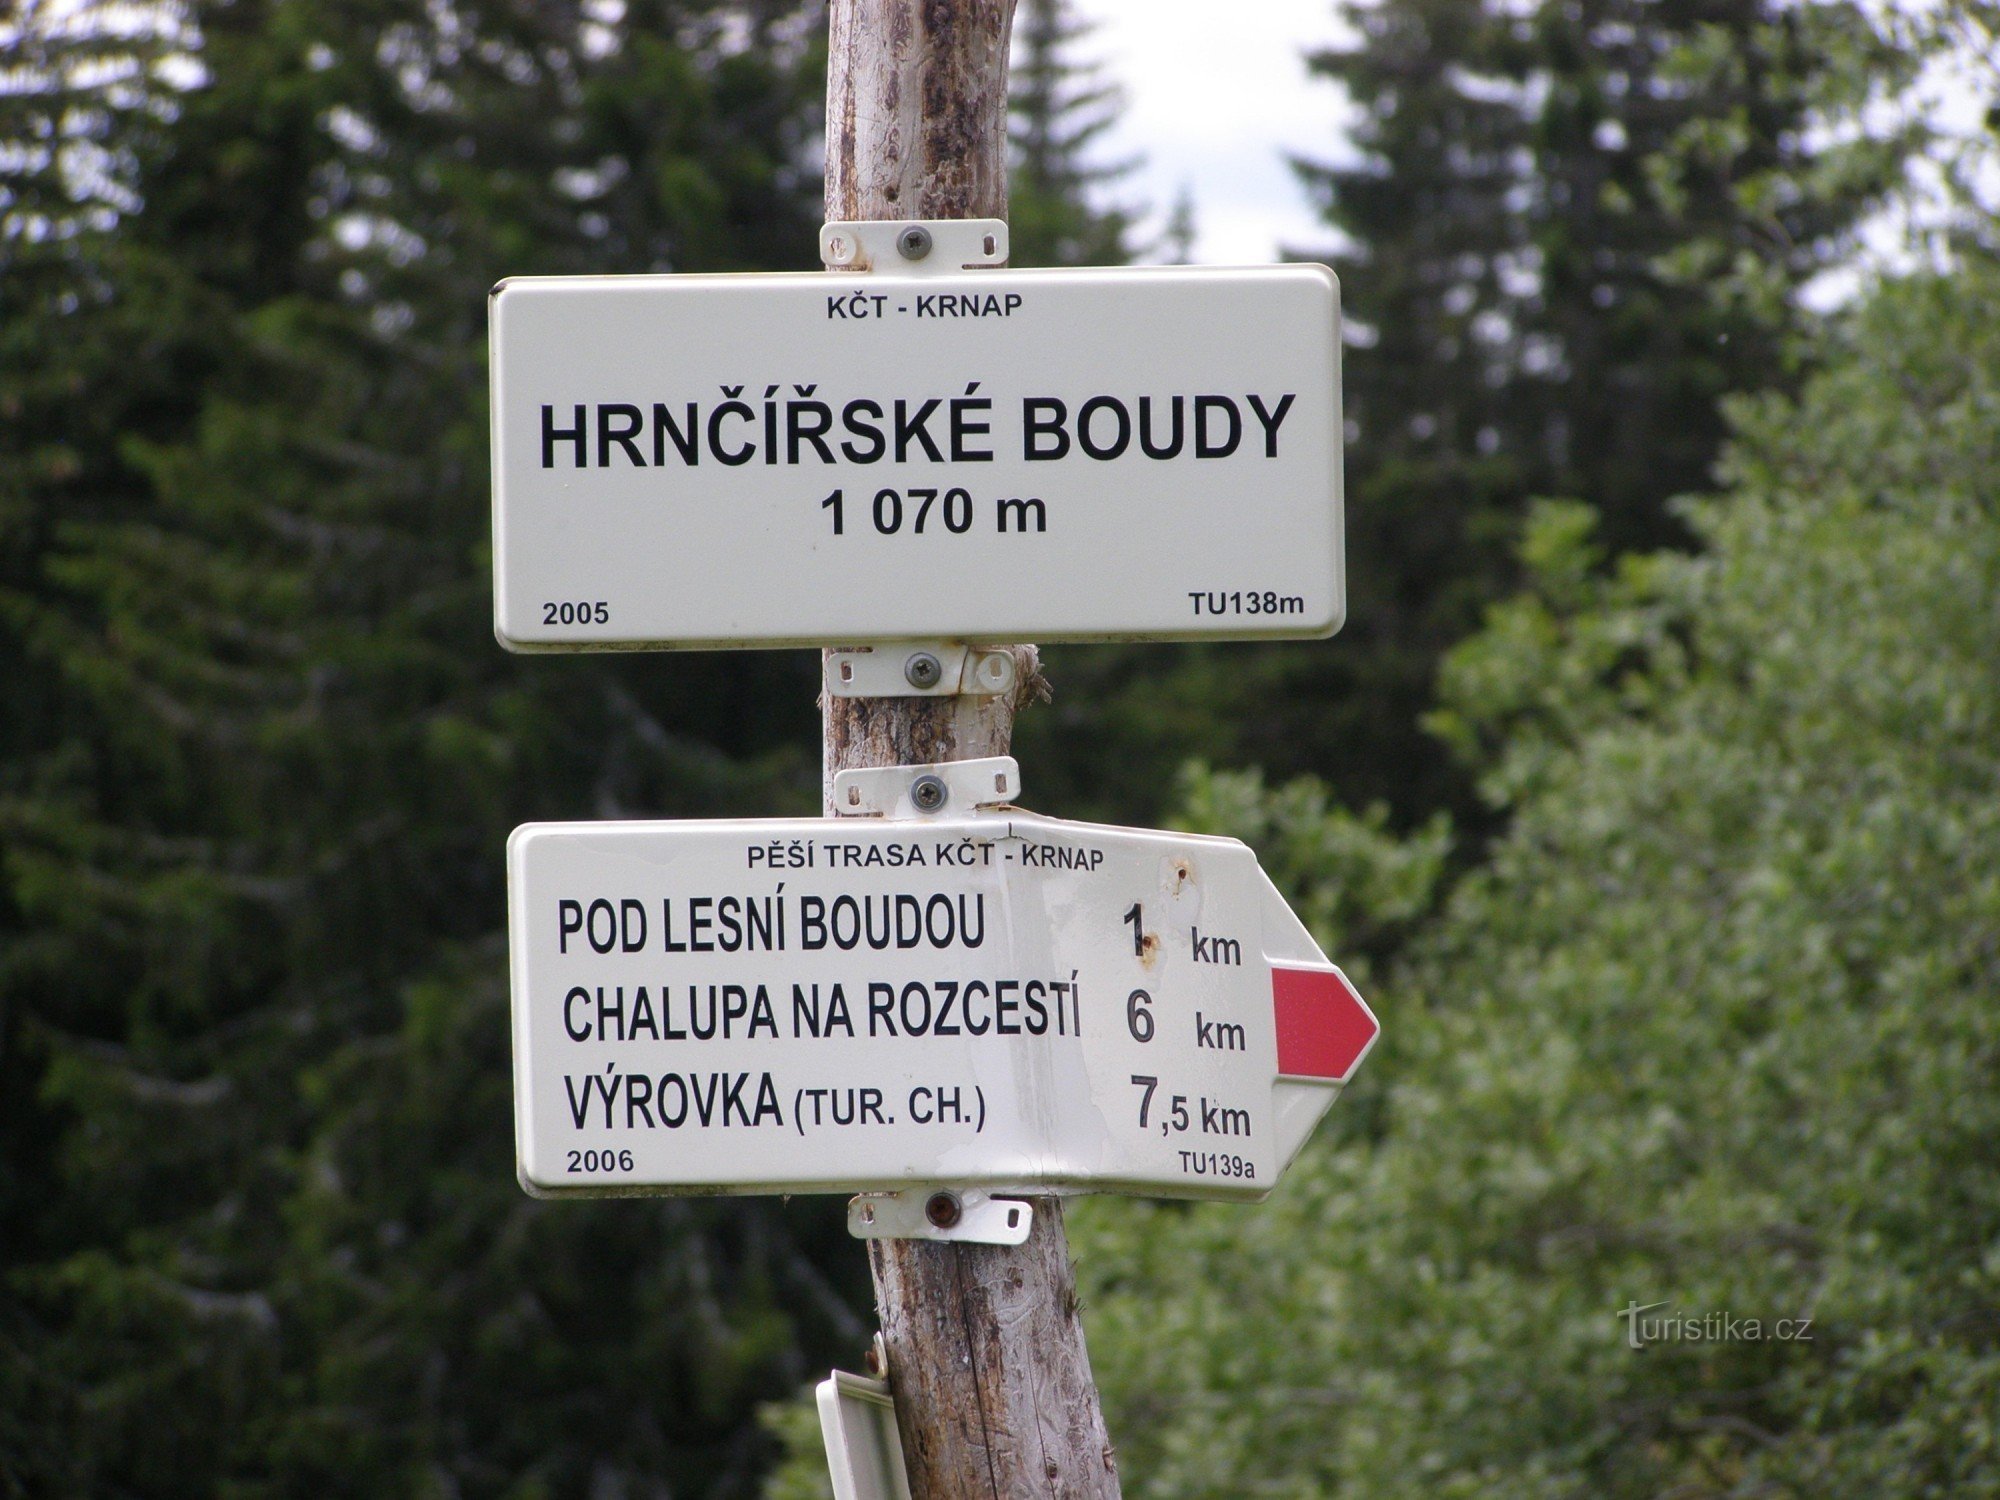 KČT - KRNAP
HRNČÍŘSKÉ BOUDY
1 070 m
2005 TU138m
PĚŠÍ TRASA KČT - KRNAP
POD LESNÍ BOUDOU 1 km
CHALUPA NA ROZCESTÍ 6 km
VÝROVKA (TUR. CH.) 7,5 km
2006 TU139a
Turistika.cz